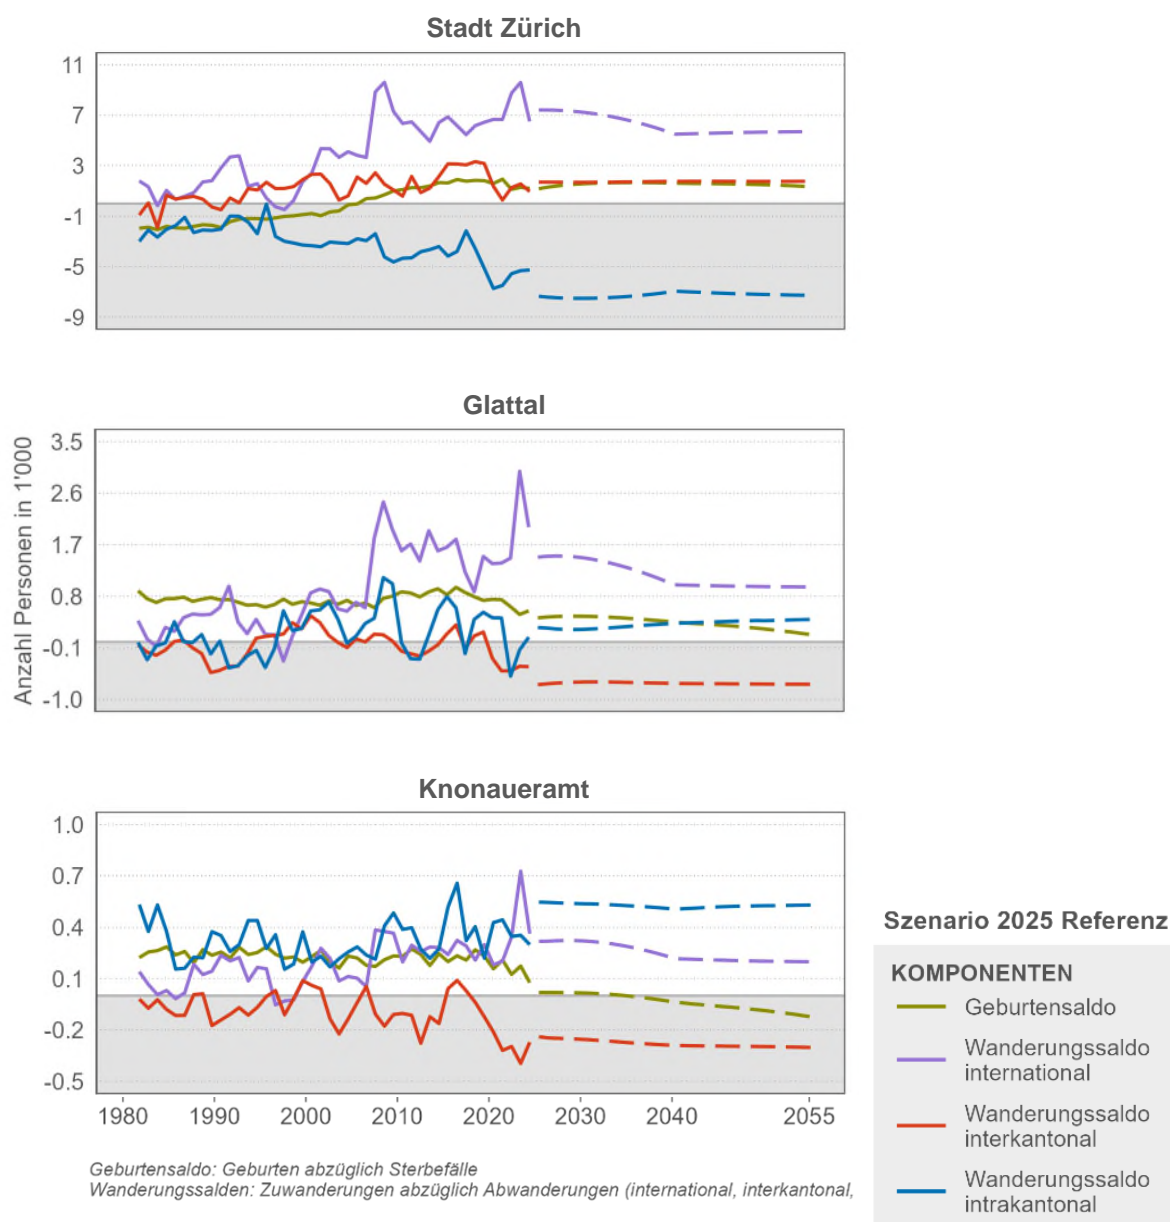 Stadt Zürich
11
7
3
-1
-5
-9
Glattal
Anzahl Personen in 1'000
3.5
2.6
1.7
0.8
-0.1
-1.0
Knonaueramt
1.0
0.7
0.4
0.1
-0.2
-0.5
1980 1990 2000 2010 2020 2030 2040 2055
Geburtensaldo: Geburten abzüglich Sterbefälle
Wanderungssalden: Zuwanderungen abzüglich Abwanderungen (international, interkantonal,
Szenario 2025 Referenz
KOMPONENTEN
Geburtensaldo
Wanderungssaldo
international
Wanderungssaldo
interkantonal
Wanderungssaldo
intrakantonal